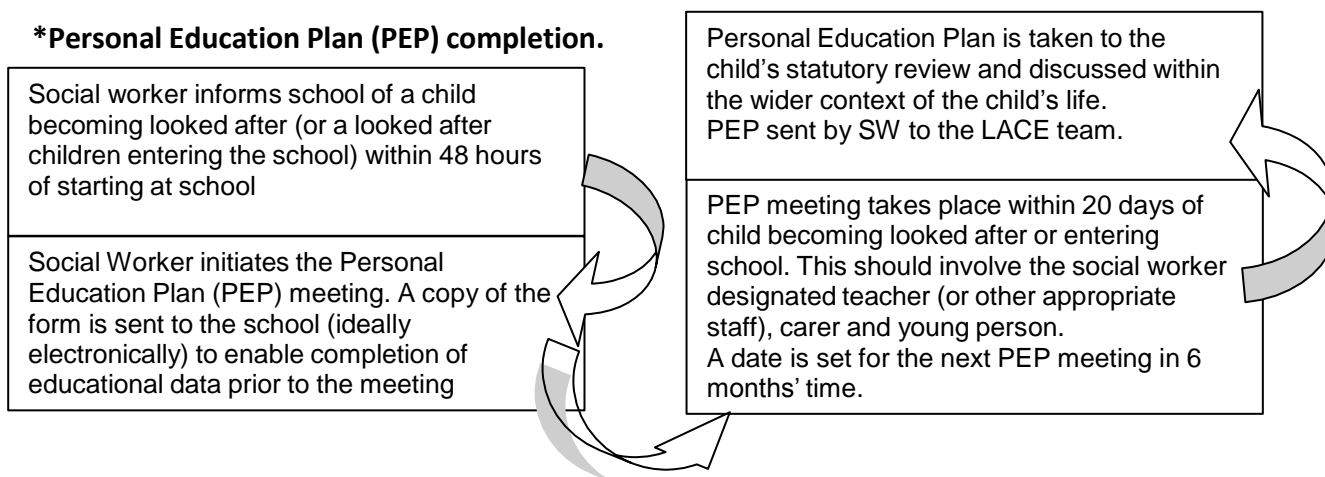 *Personal Education Plan (PEP) completion.
Social worker informs school of a child
becoming looked after (or a looked after
children entering the school) within 48 hours
of starting at school
Social Worker initiates the Personal
Education Plan (PEP) meeting. A copy of the
form is sent to the school (ideally
electronically) to enable completion of
educational data prior to the meeting
PEP meeting takes place within 20 days of
child becoming looked after or entering
school. This should involve the social worker
designated teacher (or other appropriate
staff), carer and young person.
A date is set for the next PEP meeting in 6
months’ time.
Personal Education Plan is taken to the
child’s statutory review and discussed within
the wider context of the child’s life.
PEP sent by SW to the LACE team.